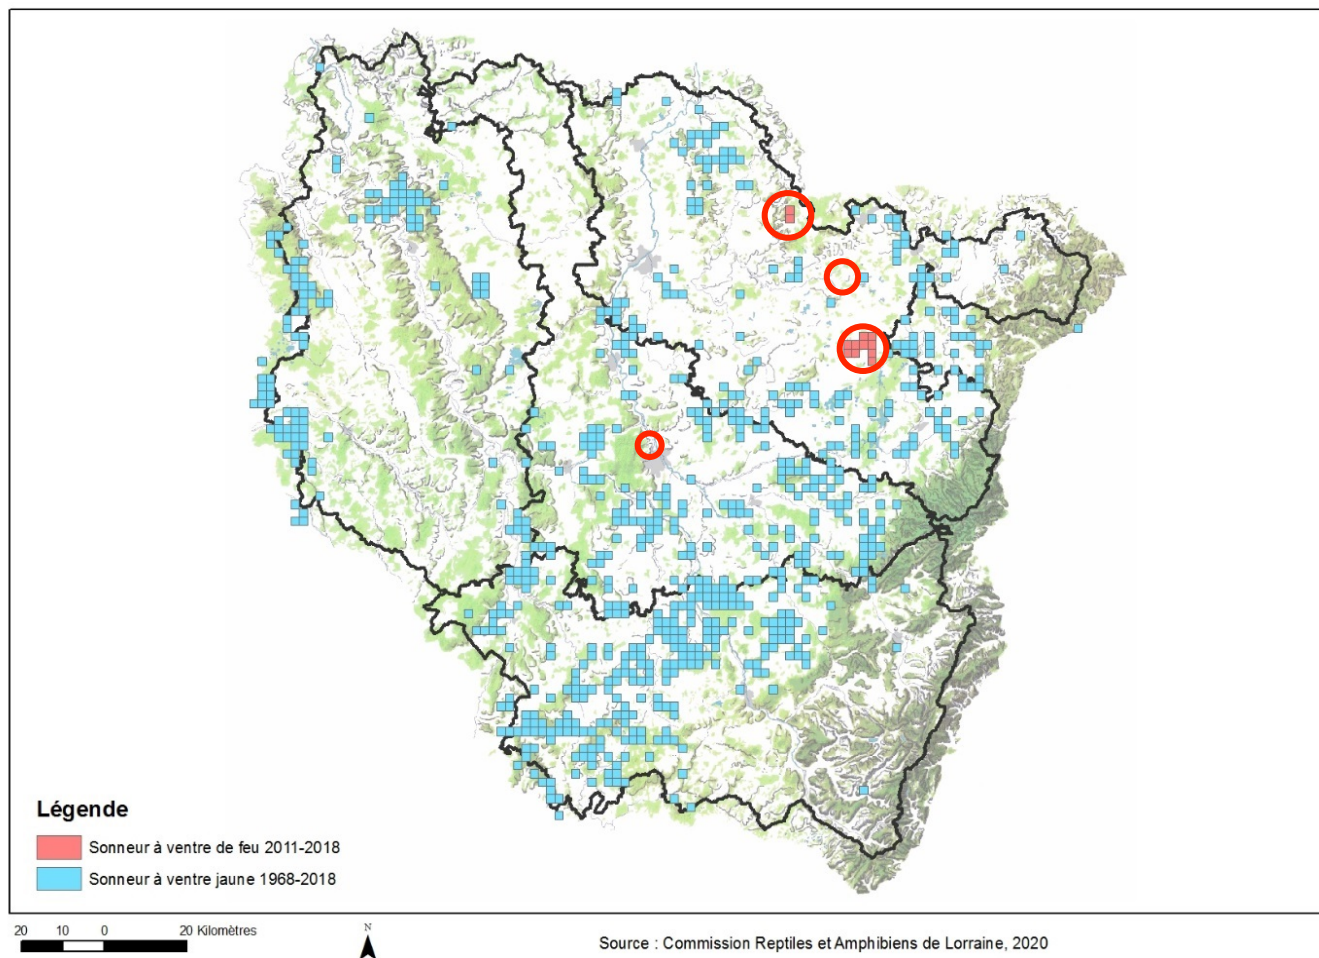 Légende
Sonneur à ventre de feu 2011-2018
Sonneur à ventre jaune 1968-2018
20 10 0 20 Kilomètres
N
Source : Commission Reptiles et Amphibiens de Lorraine, 2020